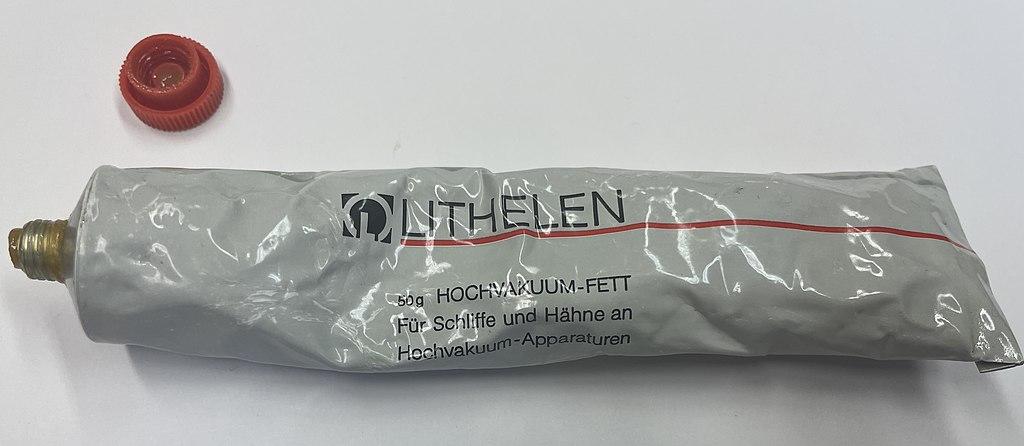 LITHELEN
50g HOCHVAKUUM-FETT
Für Schliffe und Hähne an
Hochvakuum-Apparaturen